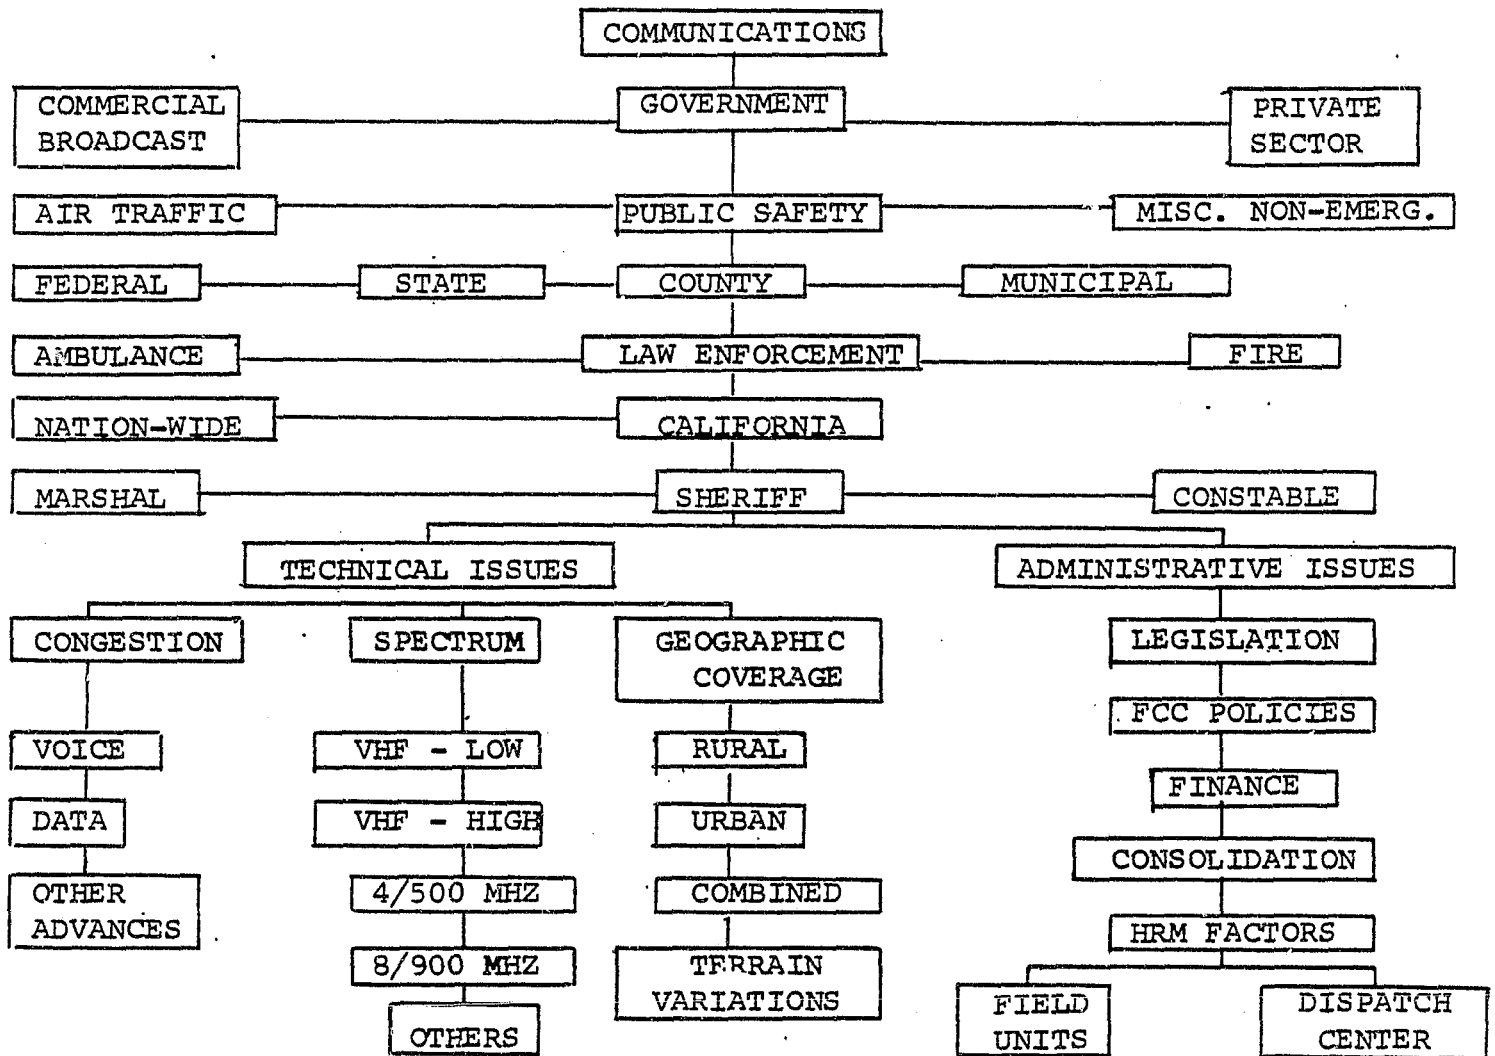 COMMUNICATIONS
COMMERCIAL
BROADCAST
GOVERNMENT
PRIVATE
SECTOR
AIR TRAFFIC
PUBLIC SAFETY
MISC. NON-EMERG.
FEDERAL
STATE
COUNTY
MUNICIPAL
AMBULANCE
LAW ENFORCEMENT
FIRE
NATION-WIDE
CALIFORNIA
MARSHAL
SHERIFF
CONSTABLE
TECHNICAL ISSUES
ADMINISTRATIVE ISSUES
CONGESTION
VOICE
DATA
OTHER
ADVANCES
SPECTRUM
VHF - LOW
VHF - HIGH
4/500 MHZ
8/900 MHZ
OTHERS
GEOGRAPHIC
COVERAGE
RURAL
URBAN
COMBINED
TERRAIN
VARIATIONS
LEGISLATION
FCC POLICIES
FINANCE
CONSOLIDATION
HRM FACTORS
FIELD
UNITS
DISPATCH
CENTER